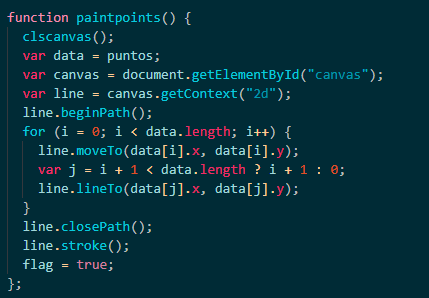 function paintpoints() {
  clscanvas();
  var data = puntos;
  var canvas = document.getElementById("canvas");
  var line = canvas.getContext("2d");
  line.beginPath();
  for (i = 0; i < data.length; i++) {
    line.moveTo(data[i].x, data[i].y);
    var j = i + 1 < data.length ? i + 1 : 0;
    line.lineTo(data[j].x, data[j].y);
  }
  line.closePath();
  line.stroke();
  flag = true;
};